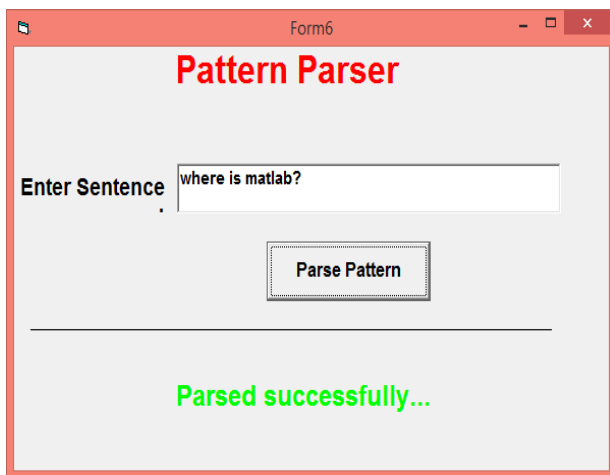 Form6
Pattern Parser
Enter Sentence
where is matlab?
Parse Pattern
Parsed successfully...